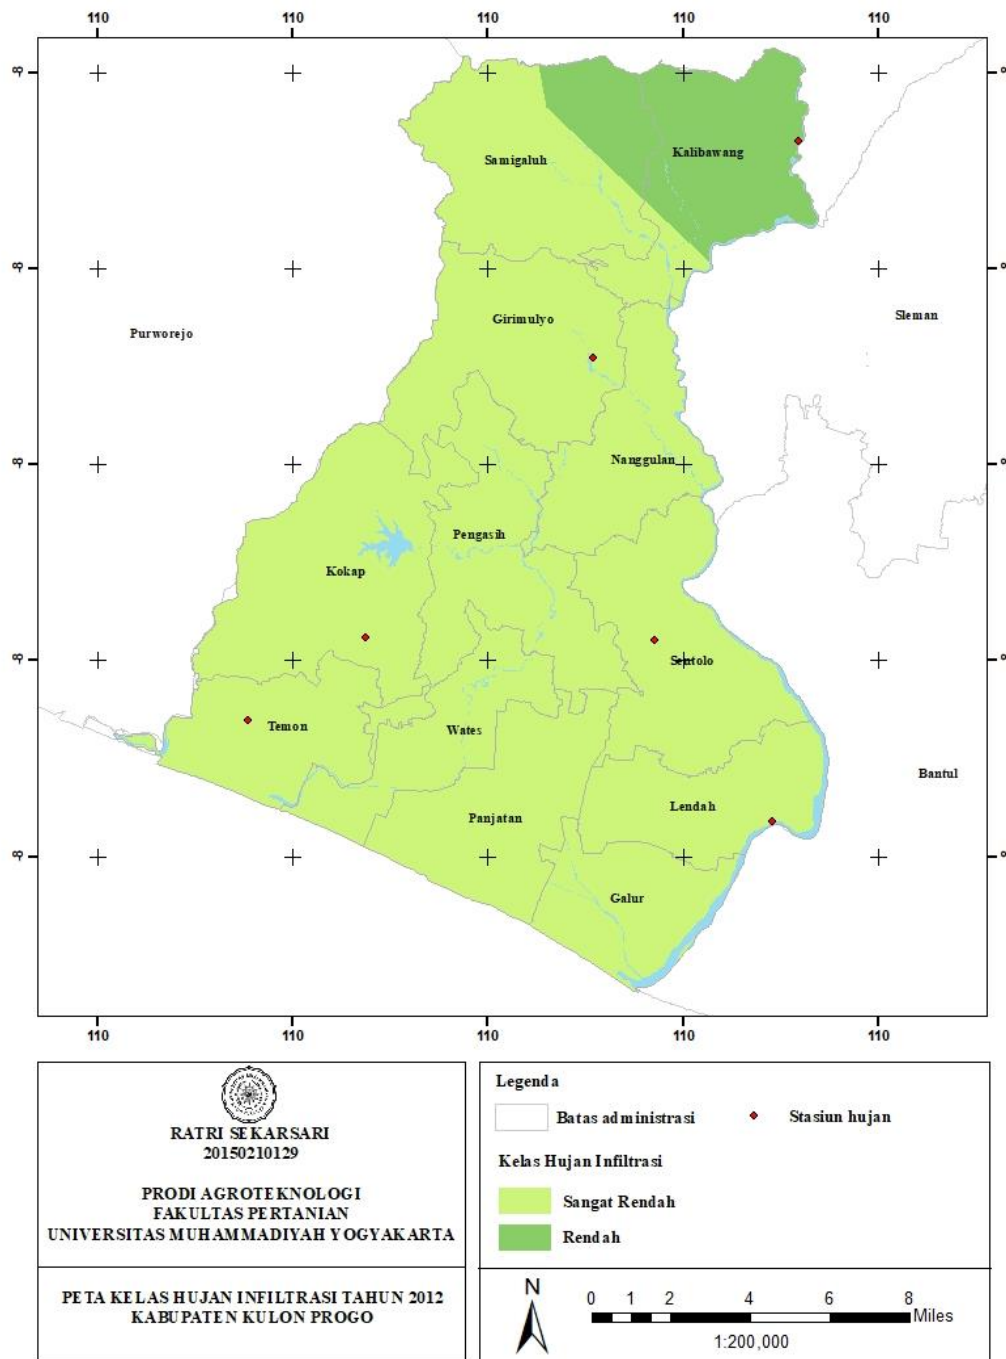 110 110 110 110 110
-8
Kalibawang
Samigaluh
-8
Girimulyo
Sleman
Purworejo
Nanggulan
-8
Pengasih
Kokap
-8
Sentolo
Temon
Wates
Bantul
Lendah
Panjatan
-8
Galur
110 110 110 110 110
RATRI SEKARSARI
20150210129
PRODI AGROTEKNOLOGI
FAKULTAS PERTANIAN
UNIVERSITAS MUHAMMADIYAH YOGYAKARTA
PETA KELAS HUJAN INFILTRASI TAHUN 2012
KABUPATEN KULON PROGO
Legenda
Batas administrasi
Stasiun hujan
Kelas Hujan Infiltrasi
Sangat Rendah
Rendah
N
0 1 2 4 6 8 Miles
1:200,000